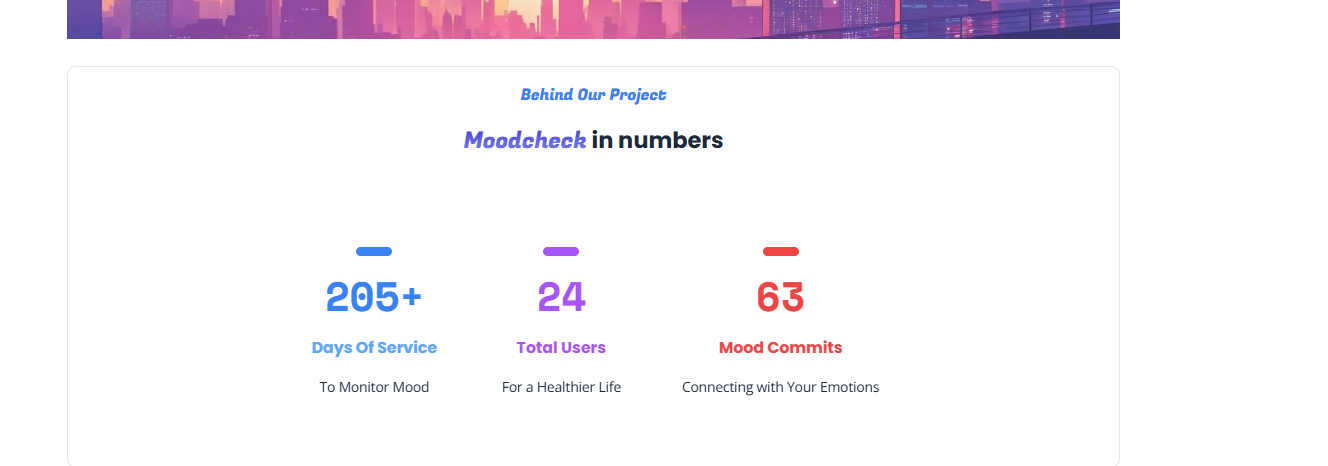 Behind Our Project
Moodcheck in numbers
205+
Days Of Service
To Monitor Mood
24
Total Users
For a Healthier Life
63
Mood Commits
Connecting with Your Emotions